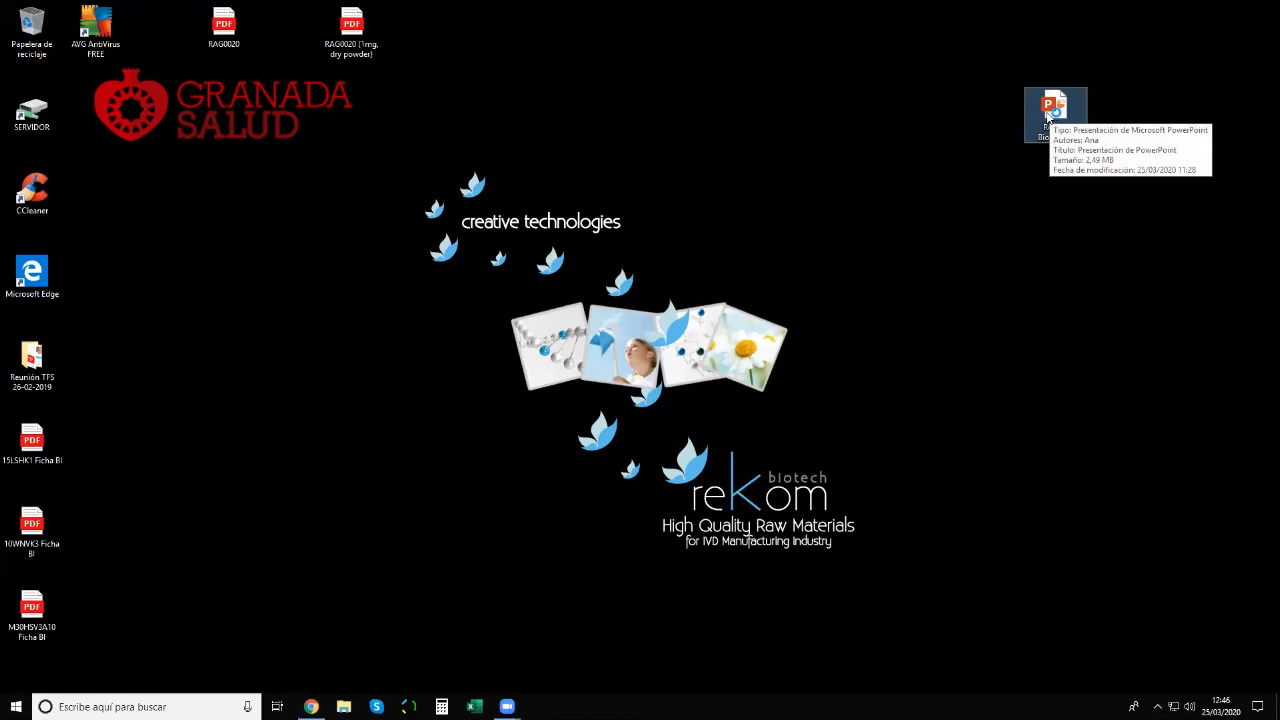 Papelera de
reciclaje
AVG AntiVirus
FREE
RAG0020
RAG0020 (1mg,
dry powder)
PDF
PDF
GRANADA
SALUD
SERVIDOR
P
Tipo: Presentación de Microsoft PowerPoint
Autores: Ana
Título: Presentación de PowerPoint
Tamaño: 2,49 MB
Fecha de modificación: 25/03/2020 11:28
CCleaner
creative technologies
Microsoft Edge
Reunión TFS
26-02-2019
PDF
15LSHK1 Ficha BI
biotech
rekom
High Quality Raw Materials
for IVD Manufacturing Industry
PDF
10WNVK3 Ficha
BI
PDF
M30HSV3A10
Ficha BI
Escribe aquí para buscar
12:46
25/03/2020